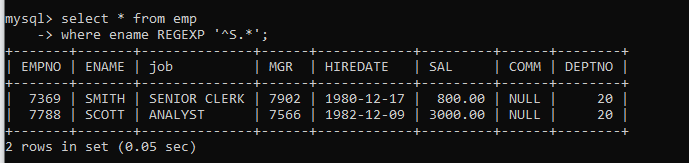 mysql> select * from emp
    -> where ename REGEXP '^S.*';
+-------+-------+--------------+------+------------+---------+------+--------+
| EMPNO | ENAME | job          | MGR  | HIREDATE   | SAL     | COMM | DEPTNO |
+-------+-------+--------------+------+------------+---------+------+--------+
|  7369 | SMITH | SENIOR CLERK | 7902 | 1980-12-17 |  800.00 | NULL |     20 |
|  7788 | SCOTT | ANALYST      | 7566 | 1982-12-09 | 3000.00 | NULL |     20 |
+-------+-------+--------------+------+------------+---------+------+--------+
2 rows in set (0.05 sec)